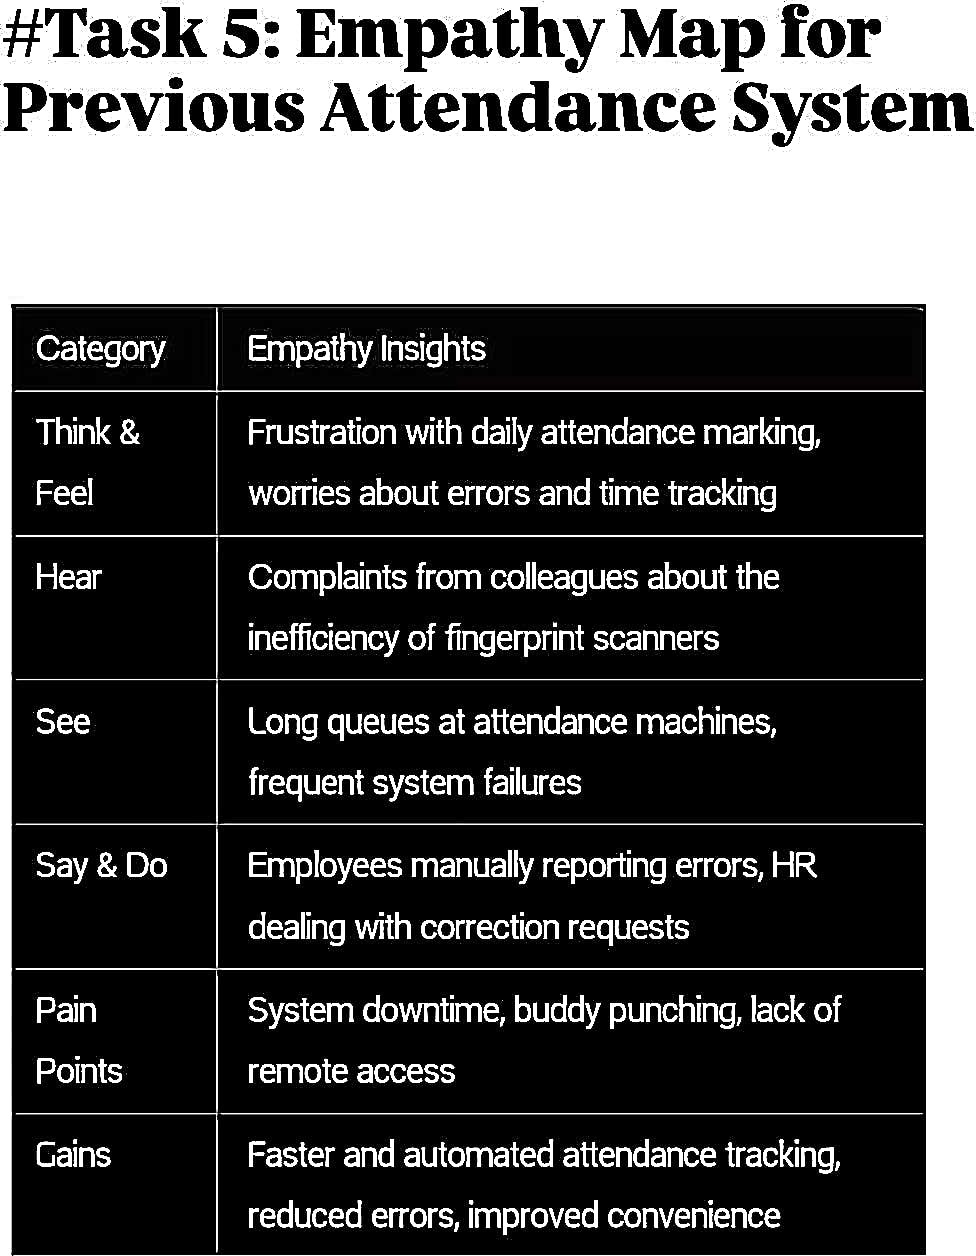 #Task 5: Empathy Map for
Previous Attendance System
Category
Empathy Insights
Think &
Feel
Frustration with daily attendance marking,
worries about errors and time tracking
Hear
Complaints from colleagues about the
inefficiency of fingerprint scanners
See
Long queues at attendance machines,
frequent system failures
Say & Do
Employees manually reporting errors, HR
dealing with correction requests
Pain
Points
System downtime, buddy punching, lack of
remote access
Gains
Faster and automated attendance tracking,
reduced errors, improved convenience